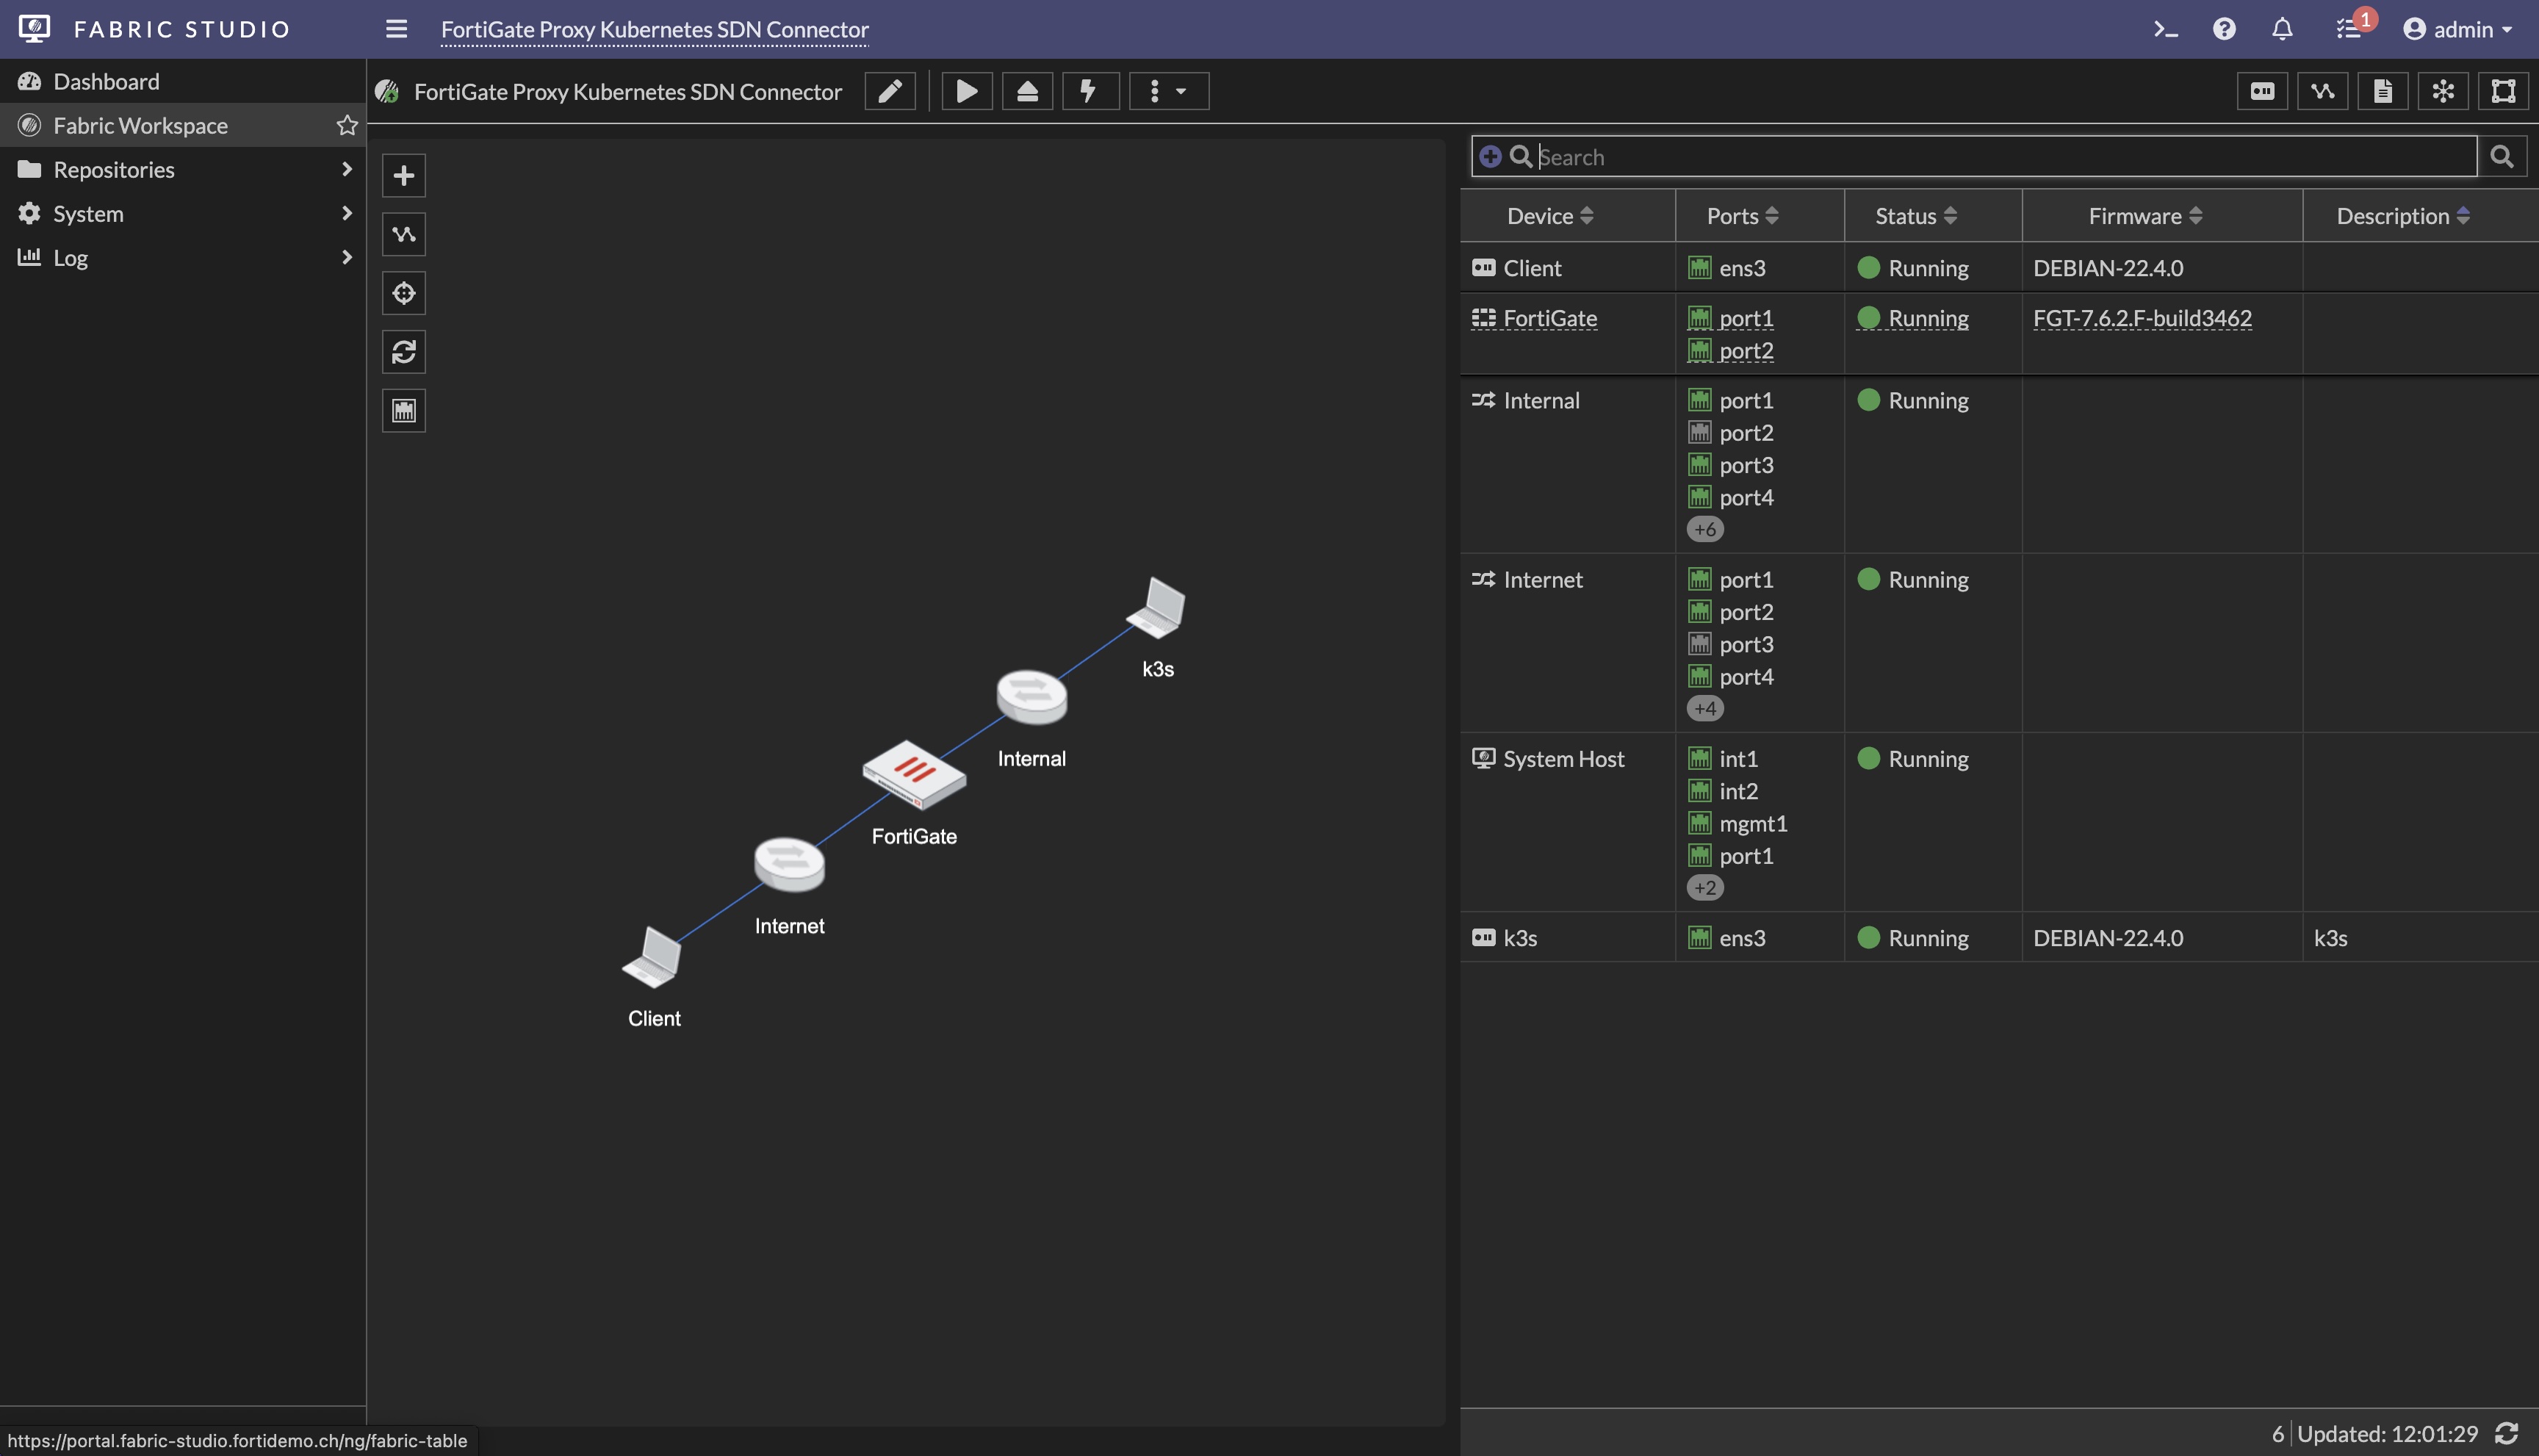 FABRIC STUDIO
FortiGate Proxy Kubernetes SDN Connector
1
admin
Dashboard
Fabric Workspace
Repositories
System
Log
FortiGate Proxy Kubernetes SDN Connector
k3s
Internal
FortiGate
Internet
Client
Search
Device Ports Status Firmware Description
Client ens3 Running DEBIAN-22.4.0
FortiGate port1 Running FGT-7.6.2.F-build3462
port2
Internal port1 Running
port2
port3
port4
+6
Internet port1 Running
port2
port3
port4
+4
System Host int1 Running
int2
mgmt1
port1
+2
k3s ens3 Running DEBIAN-22.4.0 k3s
https://portal.fabric-studio.fortidemo.ch/ng/fabric-table
6 Updated: 12:01:29